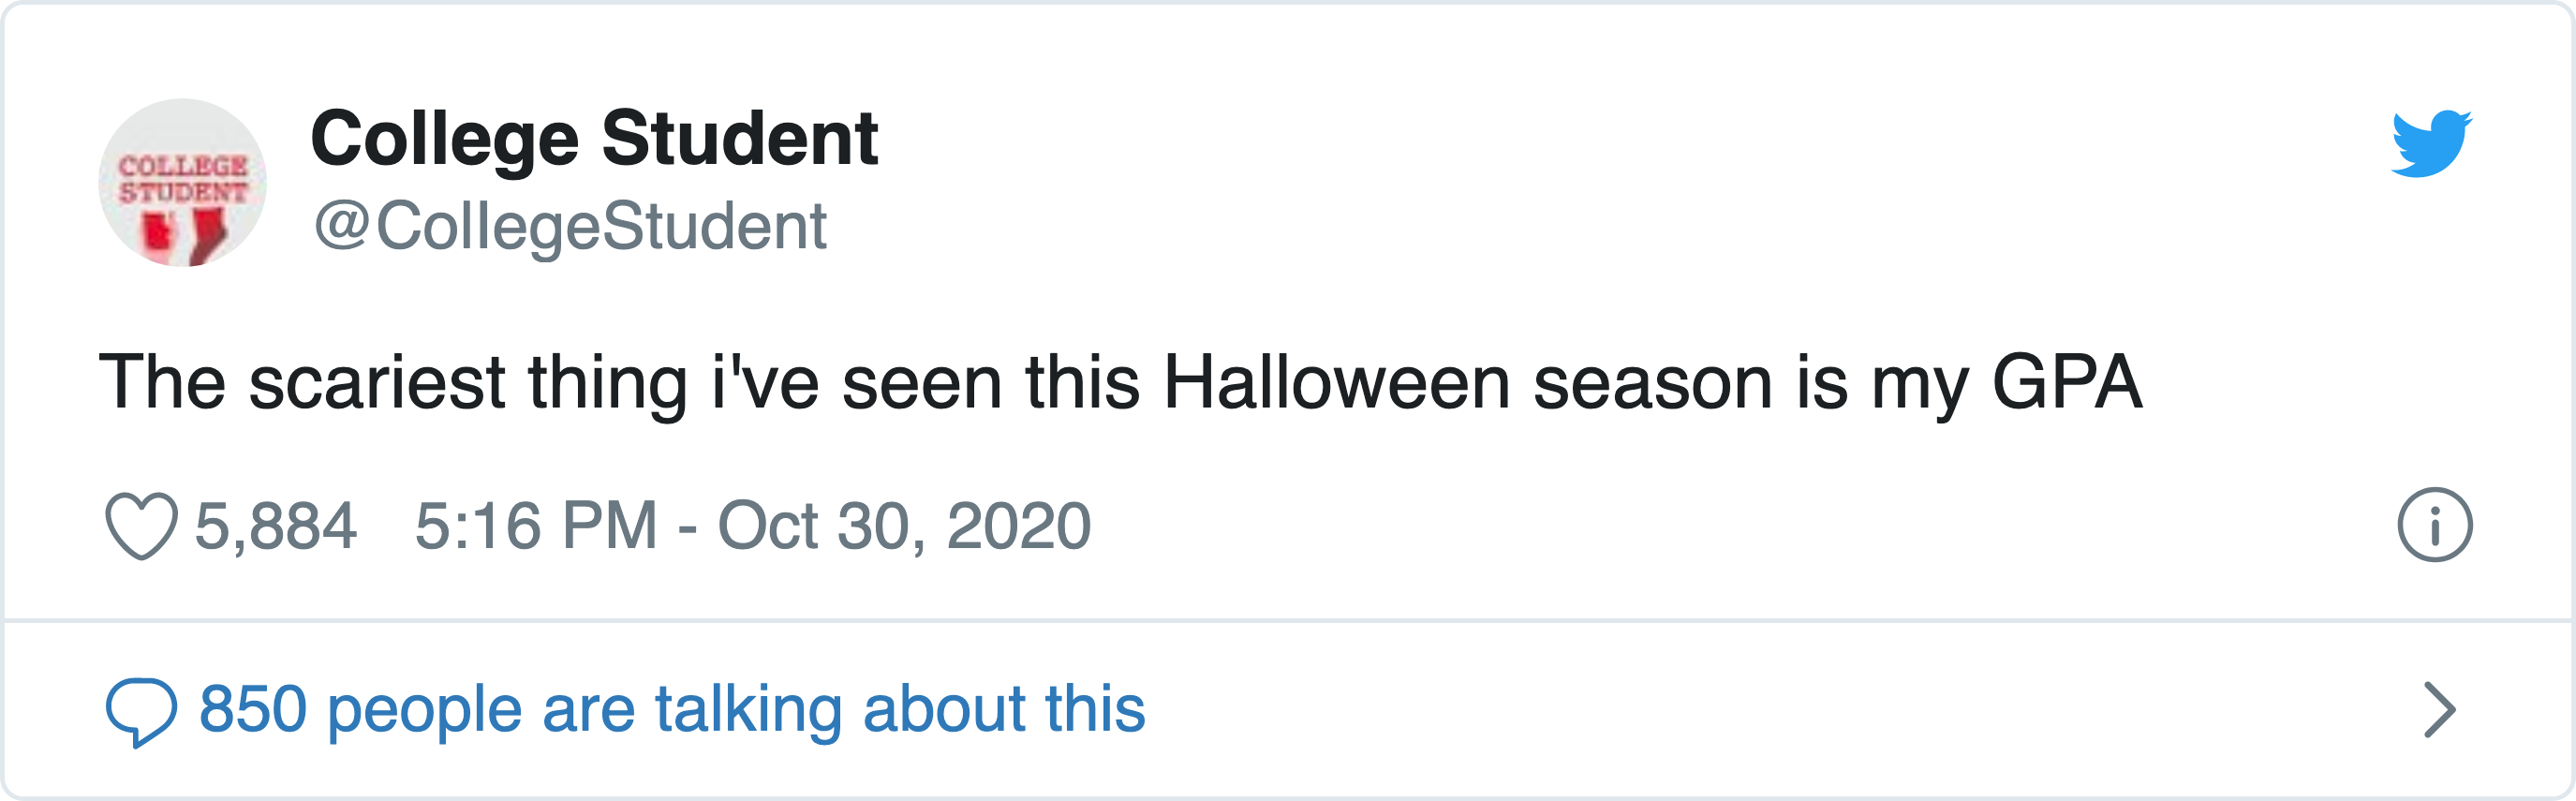 COLLEGE
STUDENT
College Student
@CollegeStudent
The scariest thing i've seen this Halloween season is my GPA
5,884 5:16 PM - Oct 30, 2020
850 people are talking about this